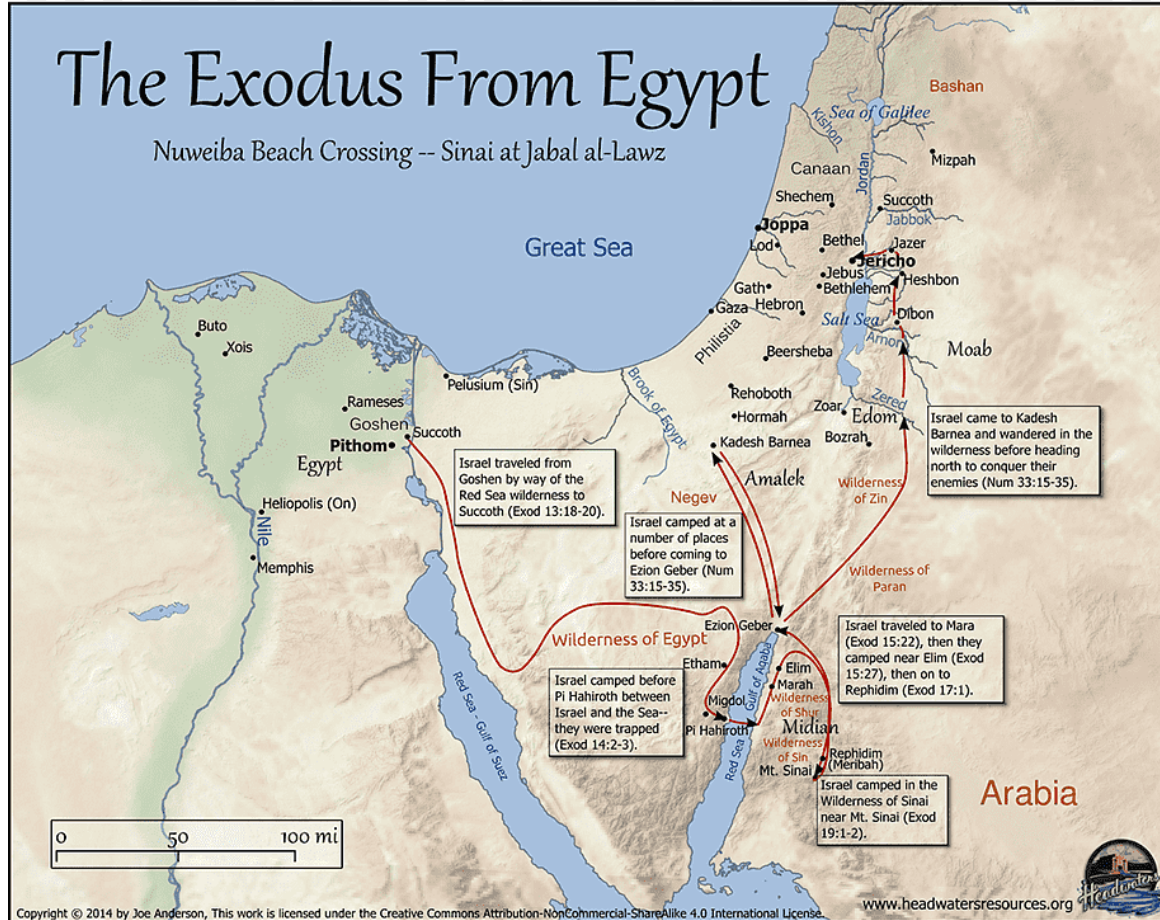 The Exodus From Egypt
Nuweiba Beach Crossing -- Sinai at Jabal al-Lawz
Great Sea
Bashan
Sea of Galilee
Kishon
Mizpah
Canaan
Jordan
Shechem
Succoth
Jabbok
Joppa
Lod
Bethel
Jazer
Jericho
Jebus
Heshbon
Bethlehem
Gath
Hebron
Gaza
Salt Sea
Dibon
Philistia
Arnon
Moab
Beersheba
Buto
Xois
Pelusium (Sin)
Brook of Egypt
Rehoboth
Hormah
Zoar
Zered
Edom
Bozrah
Kadesh Barnea
Rameses
Goshen
Succoth
Pithom
Egypt
Amalek
Negev
Wilderness
of Zin
Heliopolis (On)
Nile
Memphis
Israel traveled from
Goshen by way of the
Red Sea wilderness to
Succoth (Exod 13:18-20).
Israel came to Kadesh
Barnea and wandered in the
wilderness before heading
north to conquer their
enemies (Num 33:15-35).
Israel camped at a
number of places
before coming to
Ezion Geber (Num
33:15-35).
Wilderness of
Paran
Ezion Geber
Wilderness of Egypt
Israel traveled to Mara
(Exod 15:22), then they
camped near Elim (Exod
15:27), then on to
Rephidim (Exod 17:1).
Etham
Gulf of Aqaba
Elim
Marah
Israel camped before
Pi Hahiroth between
Israel and the Sea--
they were trapped
(Exod 14:2-3).
Migdol
Pi Hahiroth
Wilderness
of Shur
Midian
Wilderness
of Sin
Red Sea - Gulf of Suez
Red Sea
Rephidim
(Meribah)
Mt. Sinai
Israel camped in the
Wilderness of Sinai
near Mt. Sinai (Exod
19:1-2).
Arabia
0 50 100 mi
Headwaters
www.headwatersresources.org
Copyright © 2014 by Joe Anderson, This work is licensed under the Creative Commons Attribution-NonCommercial-ShareAlike 4.0 International License.